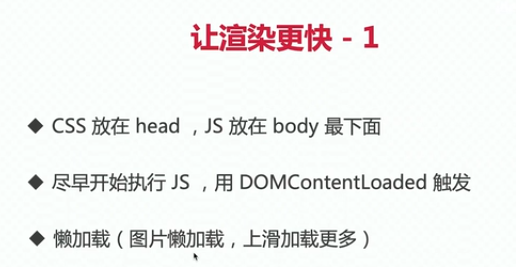 让渲染更快 - 1
◆ CSS 放在 head ，JS 放在 body 最下面
◆ 尽早开始执行 JS ，用 DOMContentLoaded 触发
◆ 懒加载（图片懒加载，上滑加载更多）